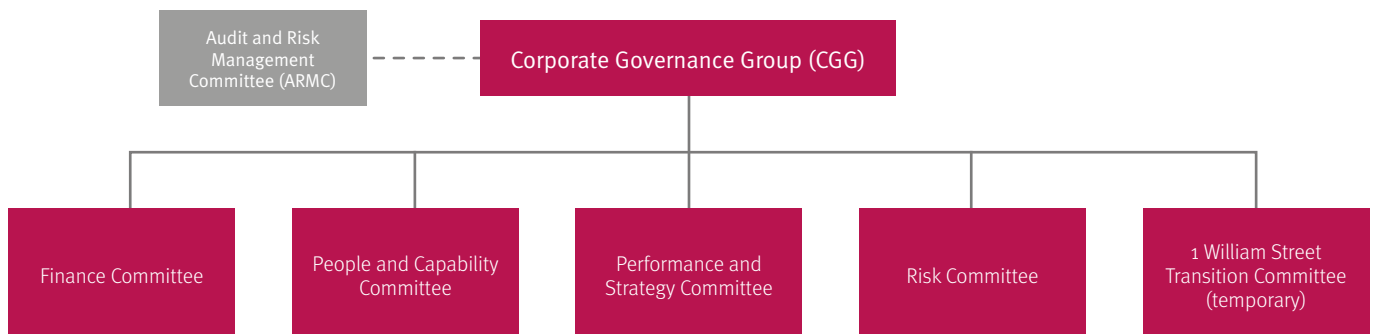 Audit and Risk
Management
Committee (ARMC)
Corporate Governance Group (CGG)
Finance Committee
People and Capability
Committee
Performance and
Strategy Committee
Risk Committee
1 William Street
Transition Committee
(temporary)